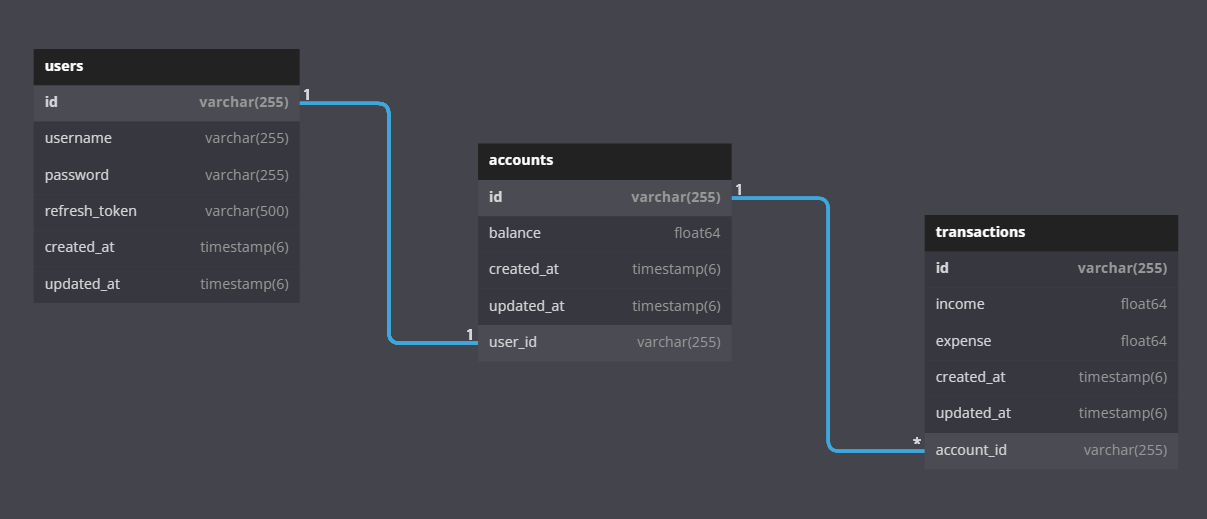 users
id varchar(255)
username varchar(255)
password varchar(255)
refresh_token varchar(500)
created_at timestamp(6)
updated_at timestamp(6)
1
1
accounts
id varchar(255)
balance float64
created_at timestamp(6)
updated_at timestamp(6)
user_id varchar(255)
1
*
transactions
id varchar(255)
income float64
expense float64
created_at timestamp(6)
updated_at timestamp(6)
account_id varchar(255)